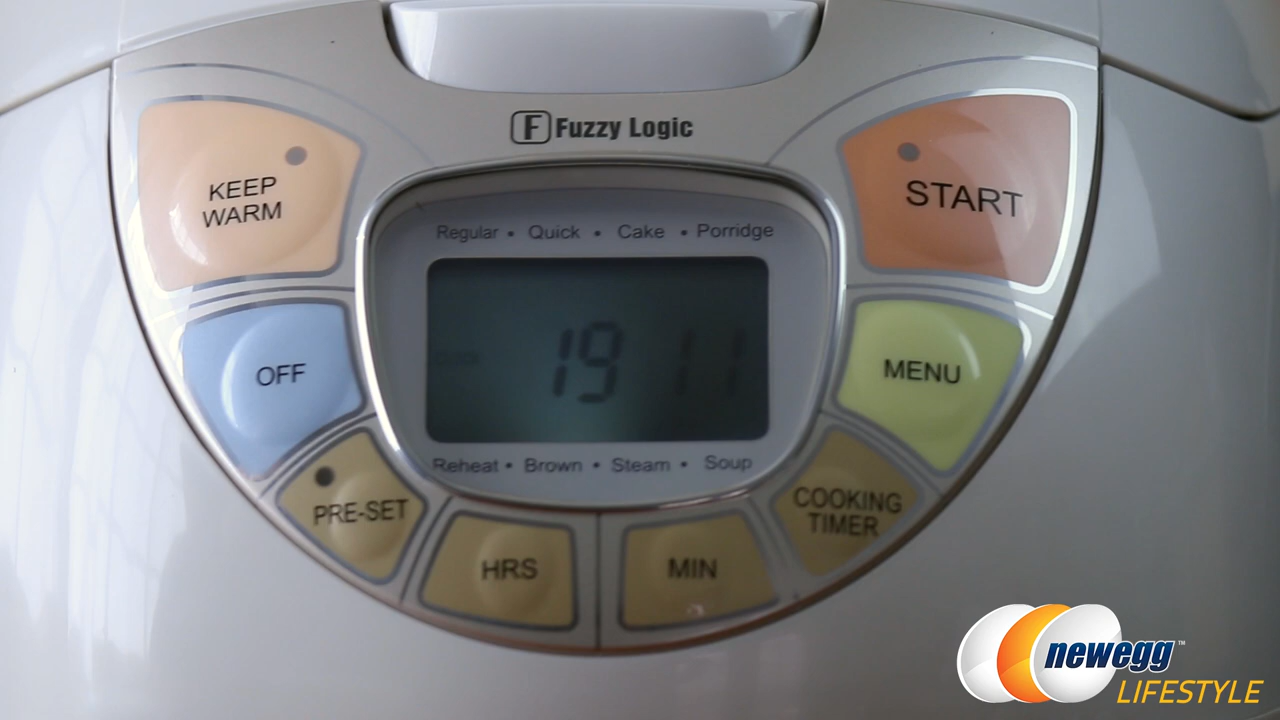 F Fuzzy Logic
KEEP
WARM
START
Regular • Quick • Cake • Porridge
19 11
OFF
MENU
Reheat • Brown • Steam • Soup
PRE-SET
COOKING
TIMER
HRS
MIN
newegg™
LIFESTYLE